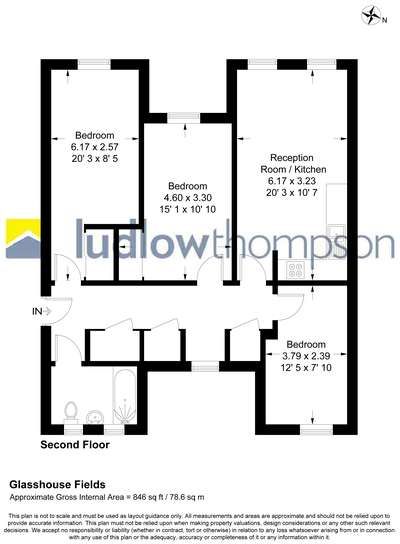 N
Bedroom
6.17 x 2.57
20' 3 x 8' 5
Reception
Room / Kitchen
6.17 x 3.23
20' 3 x 10' 7
Bedroom
4.60 x 3.30
15' 1 x 10' 10
ludlowthompson
IN
Bedroom
3.79 x 2.39
12' 5 x 7' 10
Second Floor
Glasshouse Fields
Approximate Gross Internal Area = 846 sq ft / 78.6 sq m
This plan is not to scale and must be used as layout guidance only. All measurements and areas are approximate and should not be relied upon to
provide accurate information. This plan must not be relied upon when making property valuations, design considerations or any other such relevant
decisions. We accept no responsibility or liability (whether in contract, tort or otherwise) in relation to any loss whatsoever arising from or in connection
with any use of this plan or the adequacy, accuracy or completeness of it or any information within it.